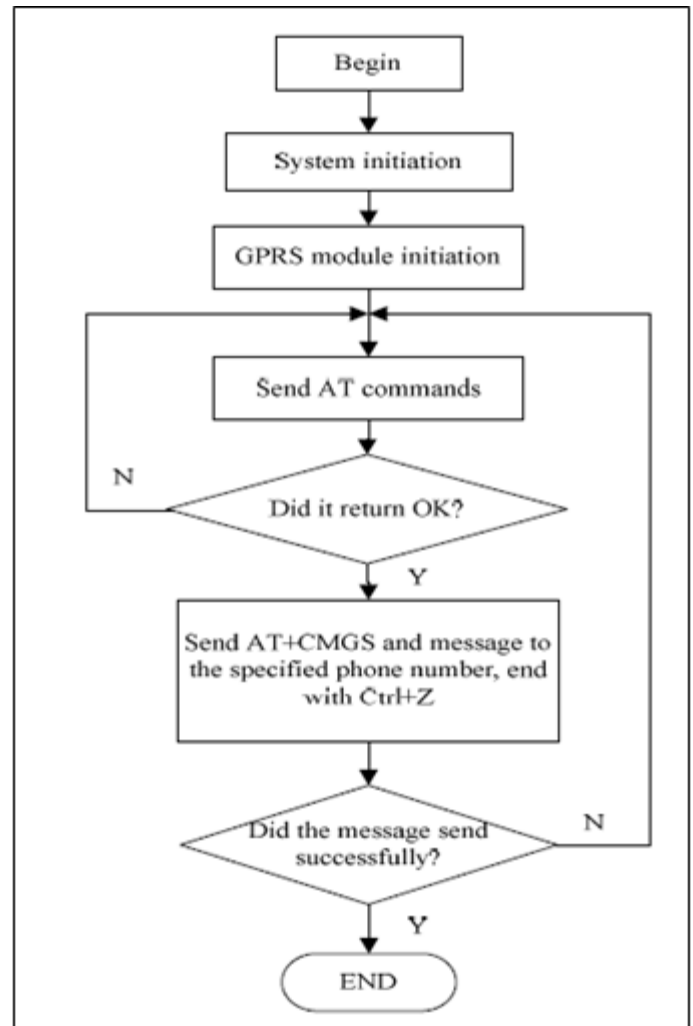 Begin
System initiation
GPRS module initiation
Send AT commands
N
Did it return OK?
Y
Send AT+CMGS and message to
the specified phone number, end
with Ctrl+Z
Did the message send
successfully?
N
Y
END